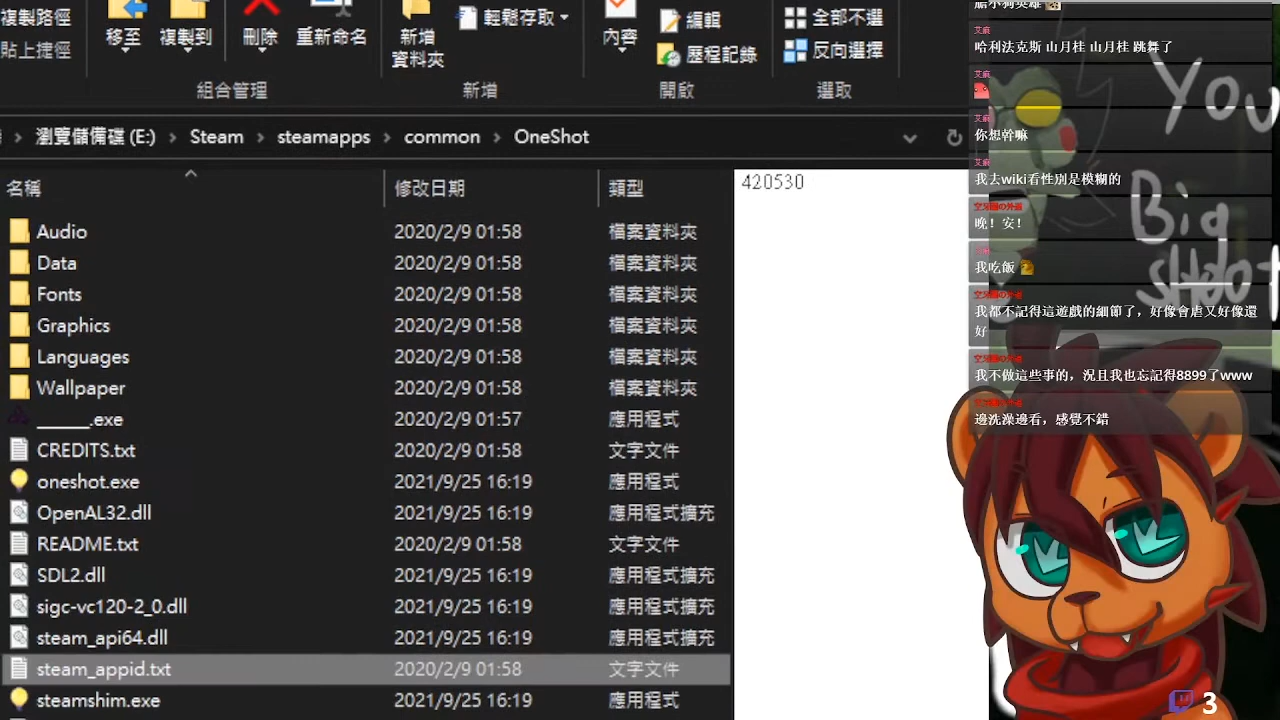 複製路徑
貼上捷徑
移至
複製到
刪除
重新命名
新增
資料夾
輕鬆存取
內容
編輯
歷程記錄
全部不選
反向選擇
組合管理
新增
開啟
選取
瀏覽儲備碟 (E:) > Steam > steamapps > common > OneShot
名稱 修改日期 類型
Audio 2020/2/9 01:58 檔案資料夾
Data 2020/2/9 01:58 檔案資料夾
Fonts 2020/2/9 01:58 檔案資料夾
Graphics 2020/2/9 01:58 檔案資料夾
Languages 2020/2/9 01:58 檔案資料夾
Wallpaper 2020/2/9 01:58 檔案資料夾
______.exe 2020/2/9 01:57 應用程式
CREDITS.txt 2020/2/9 01:58 文字文件
oneshot.exe 2021/9/25 16:19 應用程式
OpenAL32.dll 2021/9/25 16:19 應用程式擴充
README.txt 2020/2/9 01:58 文字文件
SDL2.dll 2021/9/25 16:19 應用程式擴充
sigc-vc120-2_0.dll 2021/9/25 16:19 應用程式擴充
steam_api64.dll 2021/9/25 16:19 應用程式擴充
steam_appid.txt 2020/2/9 01:58 文字文件
steamshim.exe 2021/9/25 16:19 應用程式
420530
哈利法克斯 山月桂 山月桂 跳舞了
你想幹嘛
我去wiki看性別是模糊的
晚！安！
我吃飯
我都不記得這遊戲的細節了，好像會虐又好像還
好
我不做這些事的，況且我也忘記得8899了www
邊洗澡邊看，感覺不錯
You
Big
shot
3